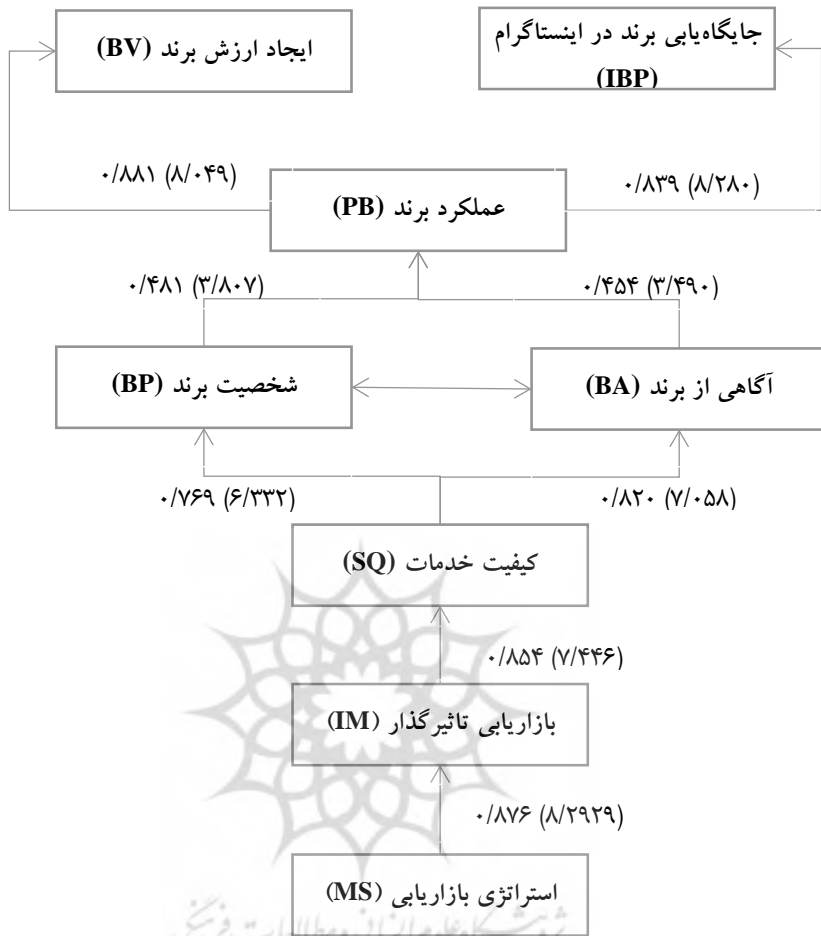 ایجاد ارزش برند (BV)
جایگاه‌یابی برند در اینستاگرام
(IBP)
۰/۸۸۱ (۸/۰۴۹)
۰/۸۳۹ (۸/۲۸۰)
عملکرد برند (PB)
۰/۴۸۱ (۳/۸۰۷)
۰/۴۵۴ (۳/۴۹۰)
شخصیت برند (BP)
آگاهی از برند (BA)
۰/۷۶۹ (۶/۳۳۲)
۰/۸۲۰ (۷/۰۵۸)
کیفیت خدمات (SQ)
۰/۸۵۴ (۷/۴۴۶)
بازاریابی تاثیرگذار (IM)
۰/۸۷۶ (۸/۲۹۲۹)
استراتژی بازاریابی (MS)